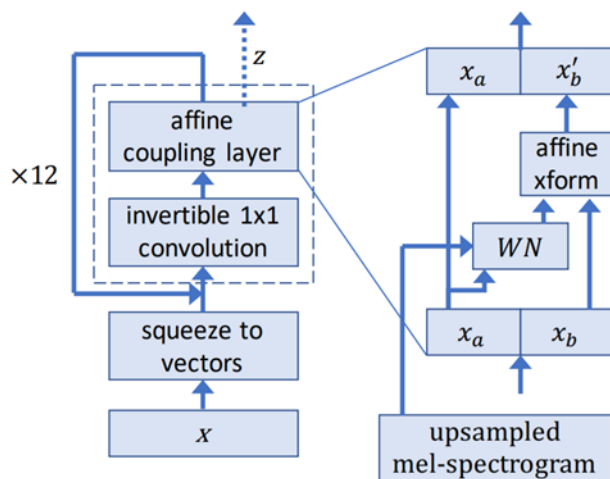 z
affine
coupling layer
×12
invertible 1x1
convolution
squeeze to
vectors
x
x_a
x_b′
affine
xform
WN
x_a
x_b
upsampled
mel-spectrogram